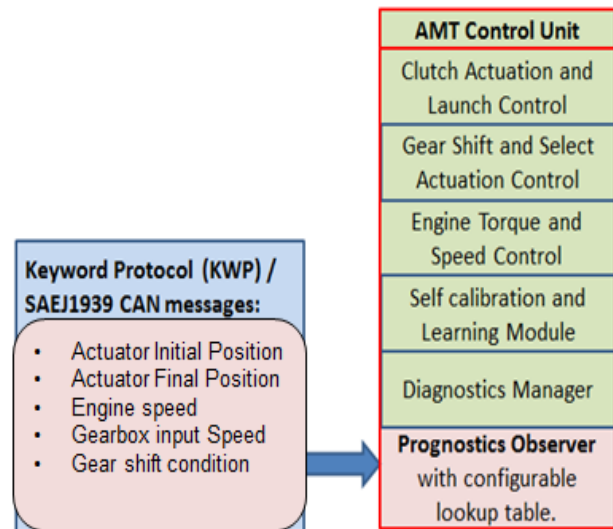 Keyword Protocol (KWP) /
SAEJ1939 CAN messages:
• Actuator Initial Position
• Actuator Final Position
• Engine speed
• Gearbox input Speed
• Gear shift condition
AMT Control Unit
Clutch Actuation and
Launch Control
Gear Shift and Select
Actuation Control
Engine Torque and
Speed Control
Self calibration and
Learning Module
Diagnostics Manager
Prognostics Observer
with configurable
lookup table.